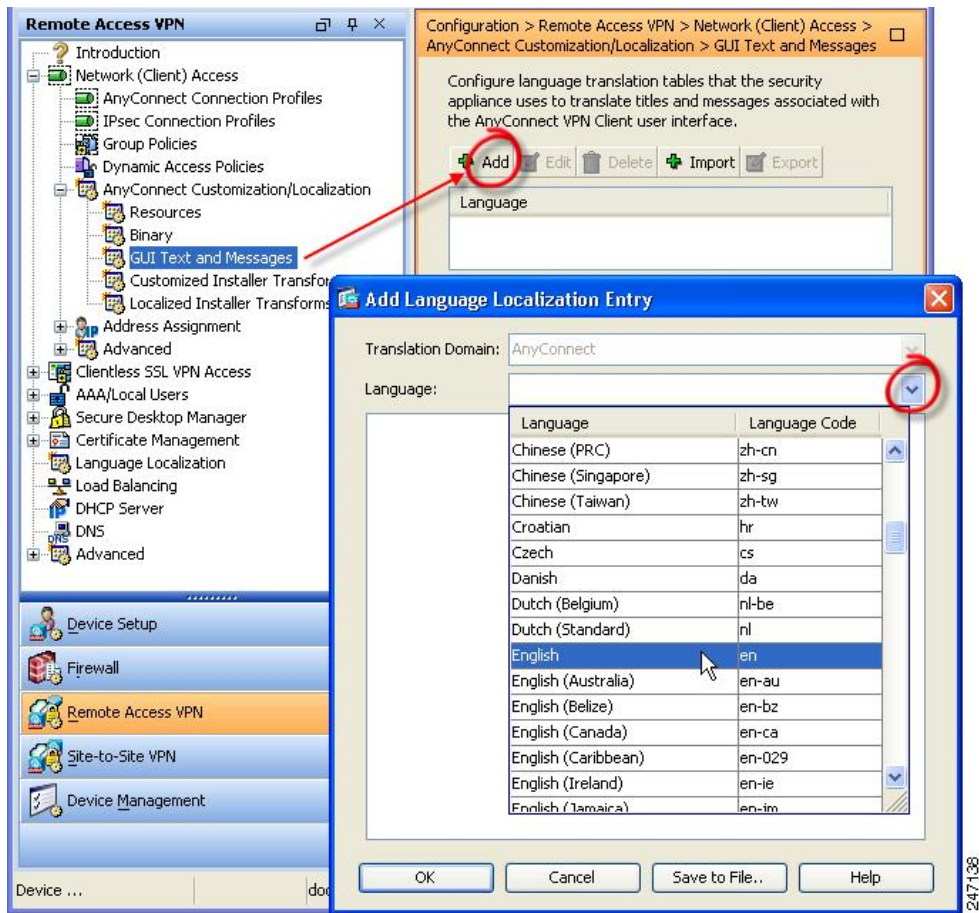 Remote Access VPN
Introduction
Network (Client) Access
AnyConnect Connection Profiles
IPsec Connection Profiles
Group Policies
Dynamic Access Policies
AnyConnect Customization/Localization
Resources
Binary
GUI Text and Messages
Customized Installer Transfor
Localized Installer Transforms
IP
Address Assignment
Advanced
Clientless SSL VPN Access
AAA/Local Users
Secure Desktop Manager
Certificate Management
Language Localization
Load Balancing
DHCP Server
DNS
DNS
Advanced
Device Setup
Firewall
Remote Access VPN
Site-to-Site VPN
Device Management
Device ...
doc
Configuration > Remote Access VPN > Network (Client) Access >
AnyConnect Customization/Localization > GUI Text and Messages
Configure language translation tables that the security
appliance uses to translate titles and messages associated with
the AnyConnect VPN Client user interface.
Add Edit Delete Import Export
Language
Add Language Localization Entry
Translation Domain: AnyConnect
Language:
Language Language Code
Chinese (PRC) zh-cn
Chinese (Singapore) zh-sg
Chinese (Taiwan) zh-tw
Croatian hr
Czech cs
Danish da
Dutch (Belgium) nl-be
Dutch (Standard) nl
English en
English (Australia) en-au
English (Belize) en-bz
English (Canada) en-ca
English (Caribbean) en-029
English (Ireland) en-ie
English (Jamaica) en-jm
OK Cancel Save to File.. Help
247138